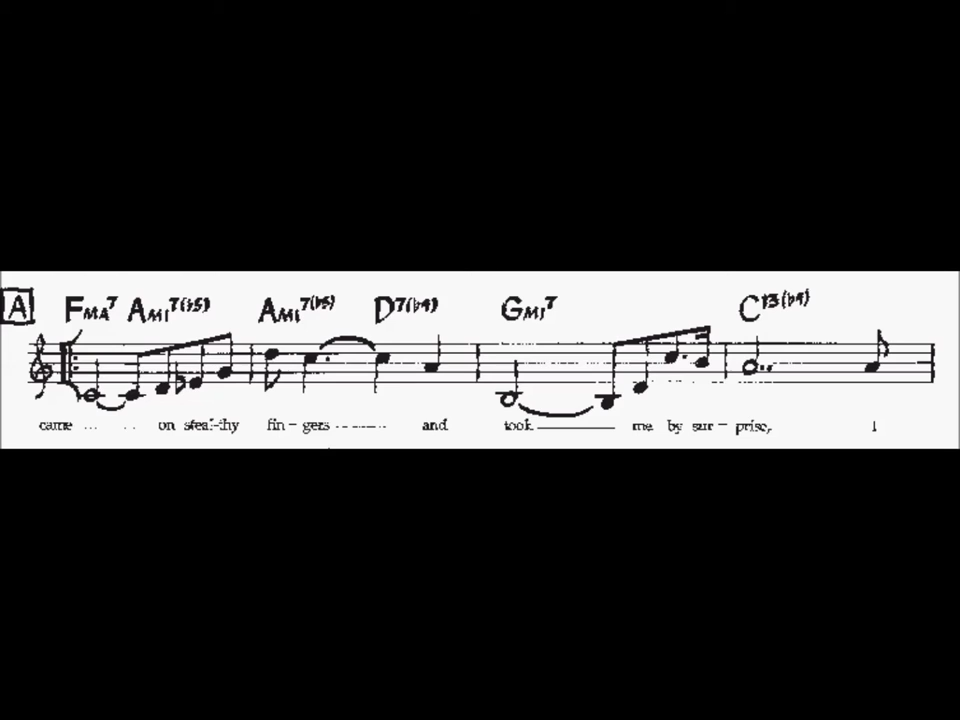 A FMA7 AMI7(b5) AMI7(b5) D7(b9) GMI7 C13(b9)
came ... . . on steal-thy fin - gers and took me by sur - prise, I